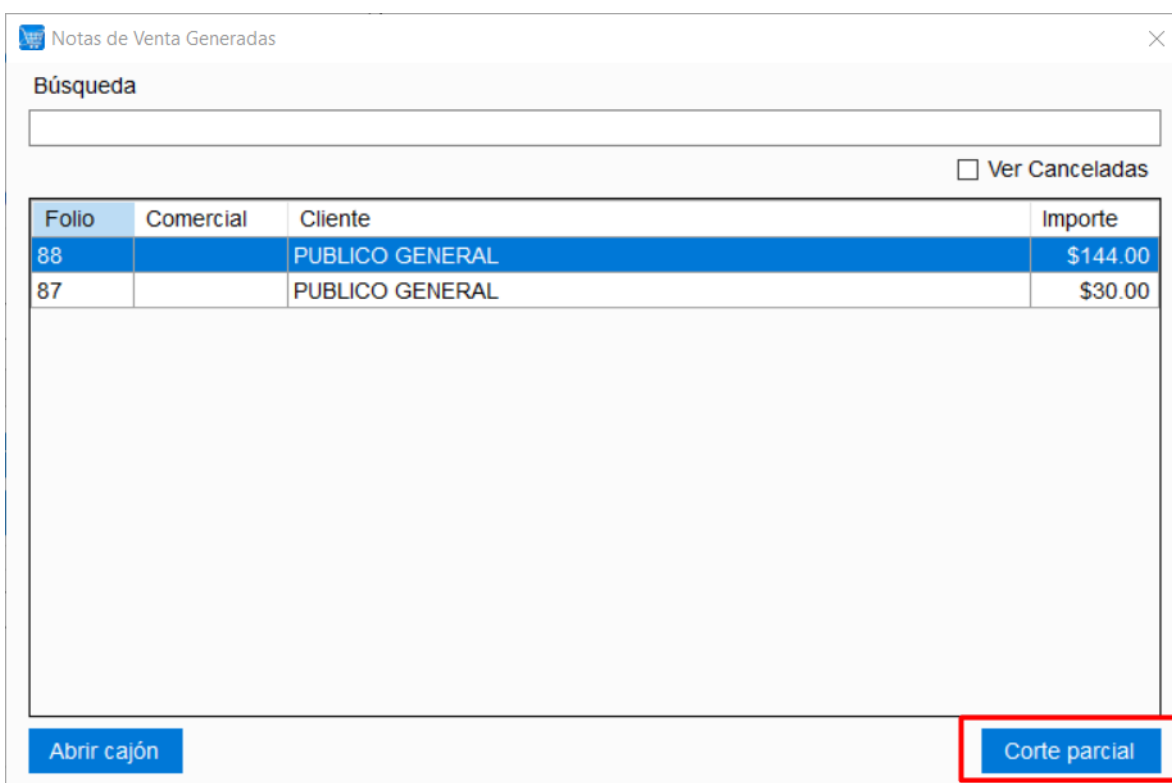 Notas de Venta Generadas
Búsqueda
Ver Canceladas
Folio Comercial Cliente Importe
88 PUBLICO GENERAL $144.00
87 PUBLICO GENERAL $30.00
Abrir cajón Corte parcial